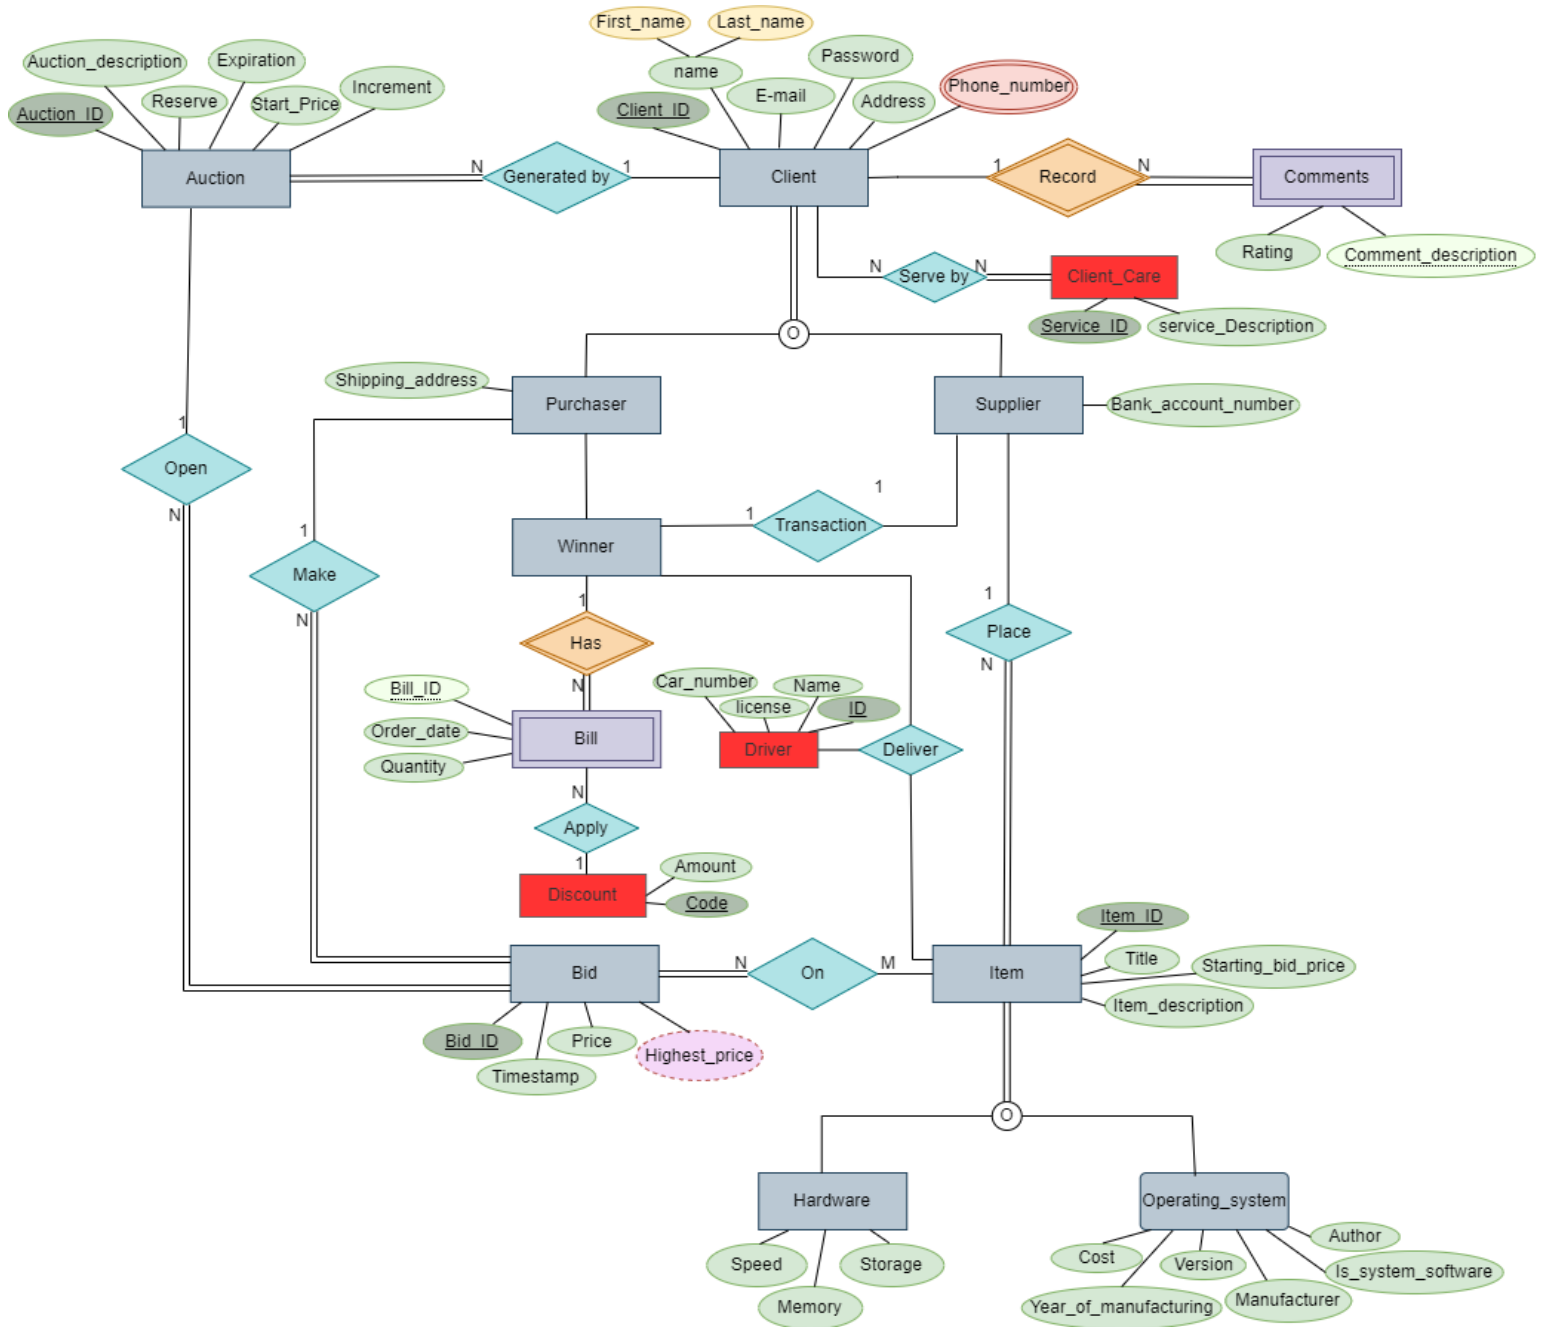 First_name
Last_name
Auction_description
Expiration
Password
name
Increment
Phone_number
Auction_ID
Reserve
Start_Price
Client_ID
E-mail
Address
Auction
N
Generated by
1
Client
1
Record
N
Comments
Rating
Comment_description
N
Serve by
N
Client_Care
Service_ID
service_Description
O
Shipping_address
Purchaser
Supplier
Bank_account_number
1
Open
N
1
Transaction
1
Winner
1
Make
N
1
Has
N
1
Place
N
Bill_ID
Order_date
Quantity
Bill
Car_number
license
Name
ID
Driver
Deliver
N
Apply
1
Discount
Amount
Code
Item_ID
Title
Starting_bid_price
Item_description
Bid
N
On
M
Item
Bid_ID
Timestamp
Price
Highest_price
O
Hardware
Operating_system
Speed
Memory
Storage
Cost
Year_of_manufacturing
Version
Manufacturer
Is_system_software
Author